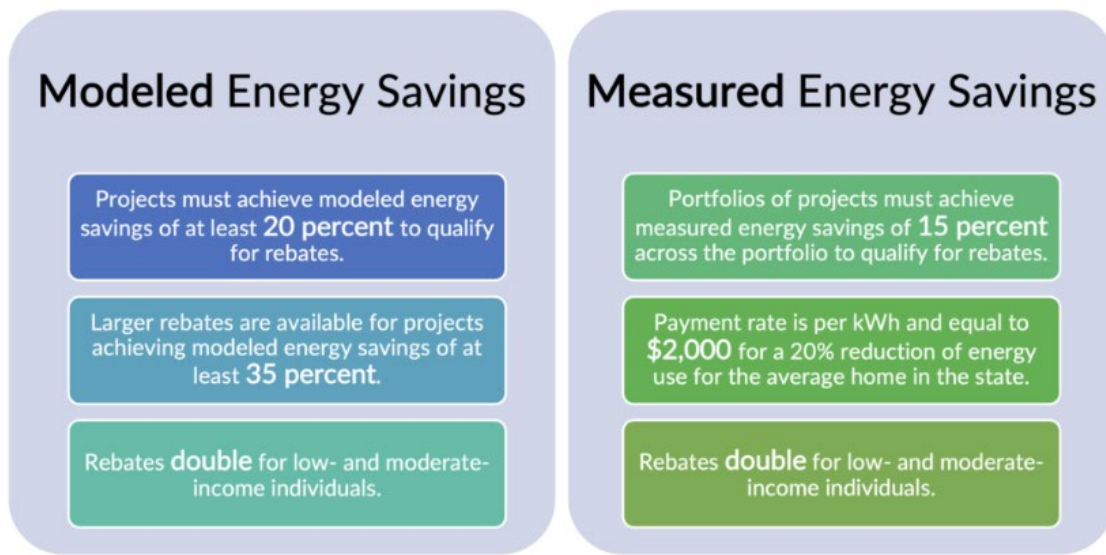 Modeled Energy Savings
Projects must achieve modeled energy
savings of at least 20 percent to qualify
for rebates.
Larger rebates are available for projects
achieving modeled energy savings of at
least 35 percent.
Rebates double for low- and moderate-
income individuals.
Measured Energy Savings
Portfolios of projects must achieve
measured energy savings of 15 percent
across the portfolio to qualify for rebates.
Payment rate is per kWh and equal to
$2,000 for a 20% reduction of energy
use for the average home in the state.
Rebates double for low- and moderate-
income individuals.